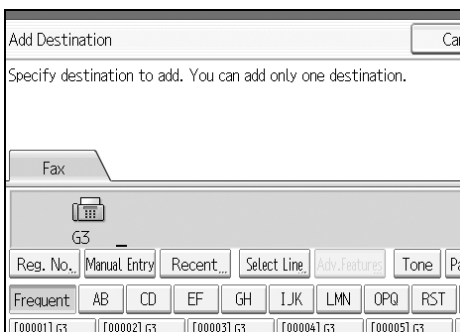 Add Destination
Specify destination to add. You can add only one destination.
Fax
G3 _
Reg. No. Manual Entry Recent Select Line Adv.Features Tone
Frequent AB CD EF GH IJK LMN OPQ RST
[00001] G3 [00002] G3 [00003] G3 [00004] G3 [00005] G3